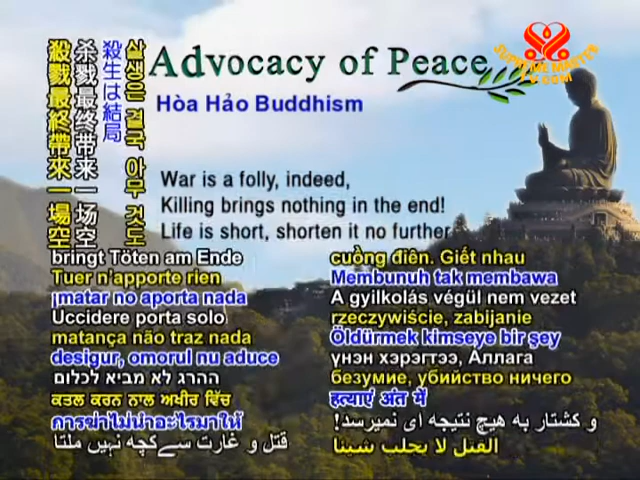 SUPREME MASTER
TV.COM
Advocacy of Peace
Hòa Hảo Buddhism
殺戮最終帶來一場空
杀戮最终带来一场空
殺生は結局
살생은 결국 아무 것도
War is a folly, indeed,
Killing brings nothing in the end!
Life is short, shorten it no further
bringt Töten am Ende
Tuer n'apporte rien
¡matar no aporta nada
Uccidere porta solo
matança não traz nada
desigur, omorul nu aduce
ההרג לא מביא לכלום
ਕਤਲ ਕਰਨ ਨਾਲ ਅਖੀਰ ਵਿੱਚ
การฆ่าไม่นำอะไรมาให้
قتل و غارت سے کچھ نہیں ملتا
cuồng điên. Giết nhau
Membunuh tak membawa
A gyilkolás végül nem vezet
rzeczywiście, zabijanie
Öldürmek kimseye bir şey
үнэн хэрэгтээ, Аллага
безумие, убийство ничего
हत्याएं अंत में
و کشتار به هیچ نتیجه ای نمیرسد!
القتل لا يجلب شيئا